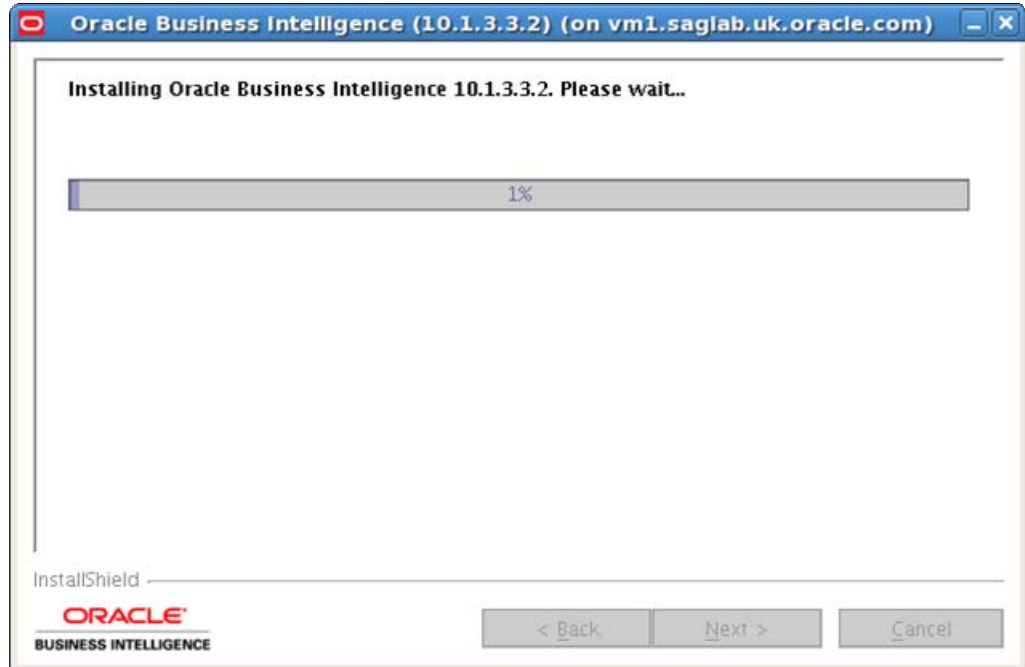 Oracle Business Intelligence (10.1.3.3.2) (on vm1.saglab.uk.oracle.com)
Installing Oracle Business Intelligence 10.1.3.3.2. Please wait...
1%
InstallShield
ORACLE'
BUSINESS INTELLIGENCE
< Back
Next >
Cancel